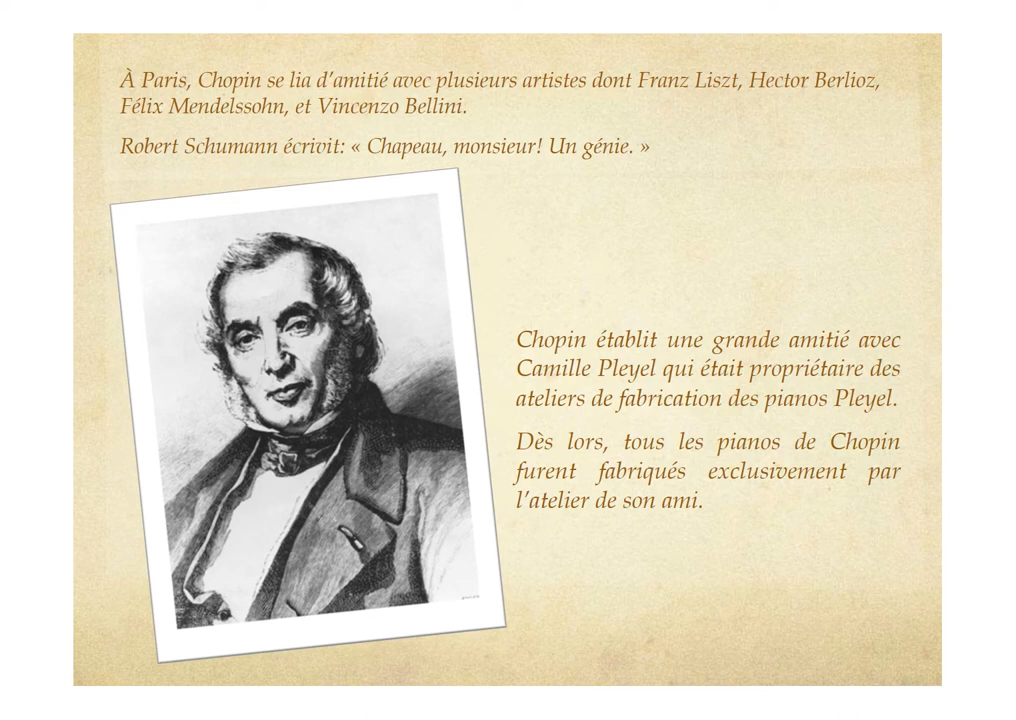 À Paris, Chopin se lia d'amitié avec plusieurs artistes dont Franz Liszt, Hector Berlioz,
Félix Mendelssohn, et Vincenzo Bellini.
Robert Schumann écrivit: « Chapeau, monsieur! Un génie. »
Chopin établit une grande amitié avec
Camille Pleyel qui était propriétaire des
ateliers de fabrication des pianos Pleyel.
Dès lors, tous les pianos de Chopin
furent fabriqués exclusivement par
l'atelier de son ami.